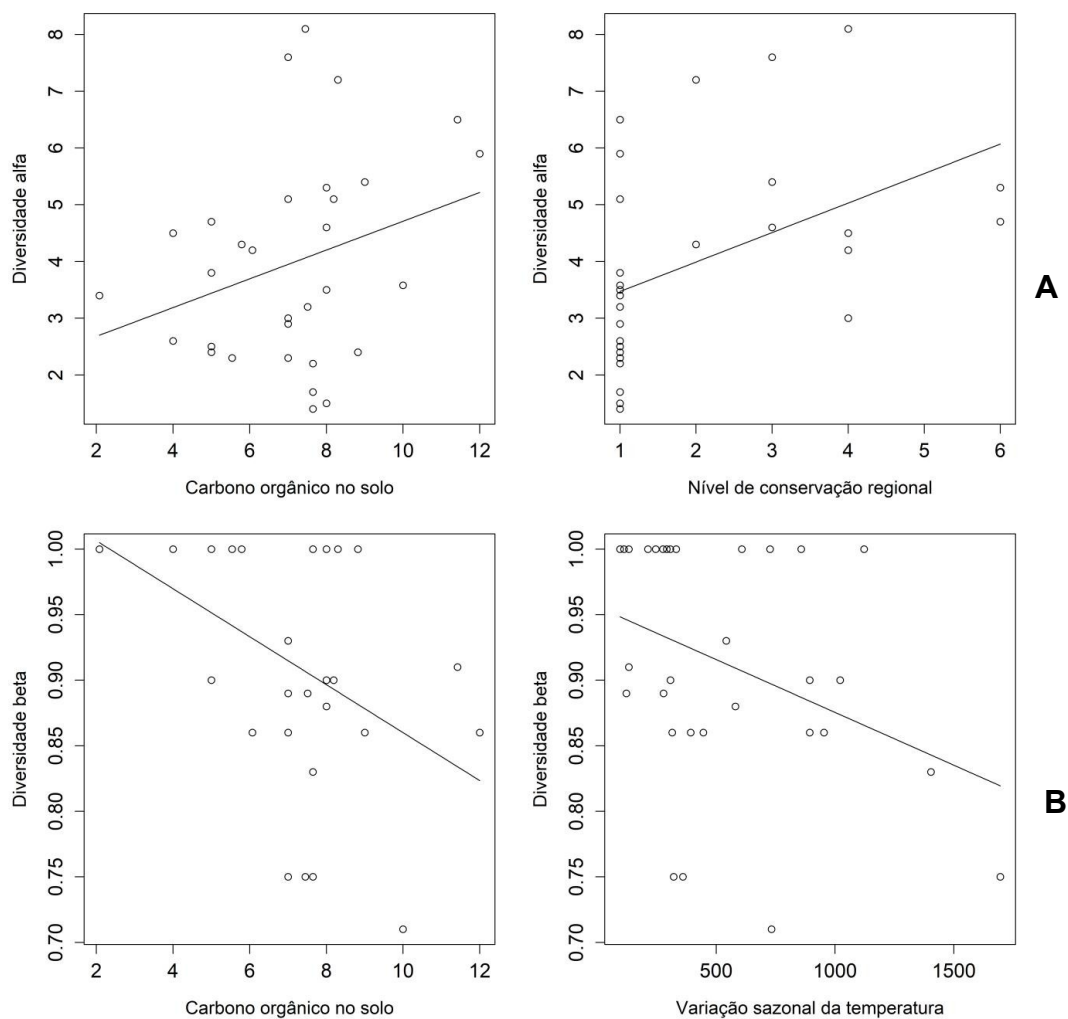 8
7
6
5
4
3
2
Diversidade alfa
2 4 6 8 10 12
Carbono orgânico no solo
8
7
6
5
4
3
2
Diversidade alfa
1 2 3 4 5 6
Nível de conservação regional
A
1.00
0.95
0.90
0.85
0.80
0.75
0.70
Diversidade beta
2 4 6 8 10 12
Carbono orgânico no solo
1.00
0.95
0.90
0.85
0.80
0.75
0.70
Diversidade beta
500 1000 1500
Variação sazonal da temperatura
B